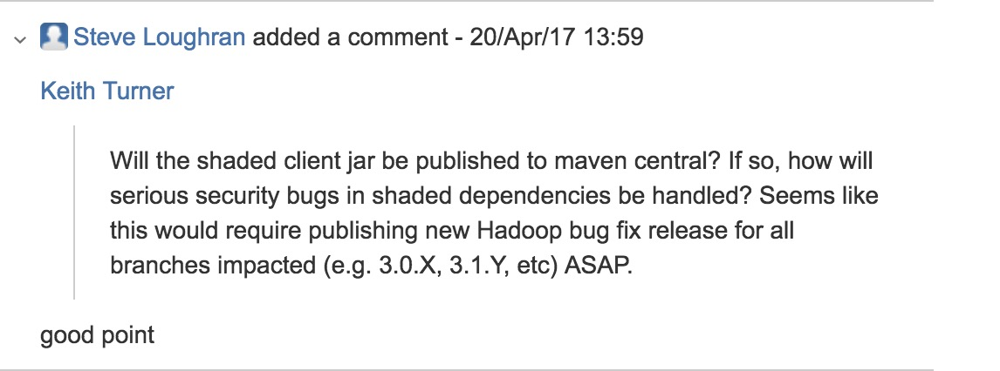 Steve Loughran added a comment - 20/Apr/17 13:59
Keith Turner
Will the shaded client jar be published to maven central? If so, how will
serious security bugs in shaded dependencies be handled? Seems like
this would require publishing new Hadoop bug fix release for all
branches impacted (e.g. 3.0.X, 3.1.Y, etc) ASAP.
good point